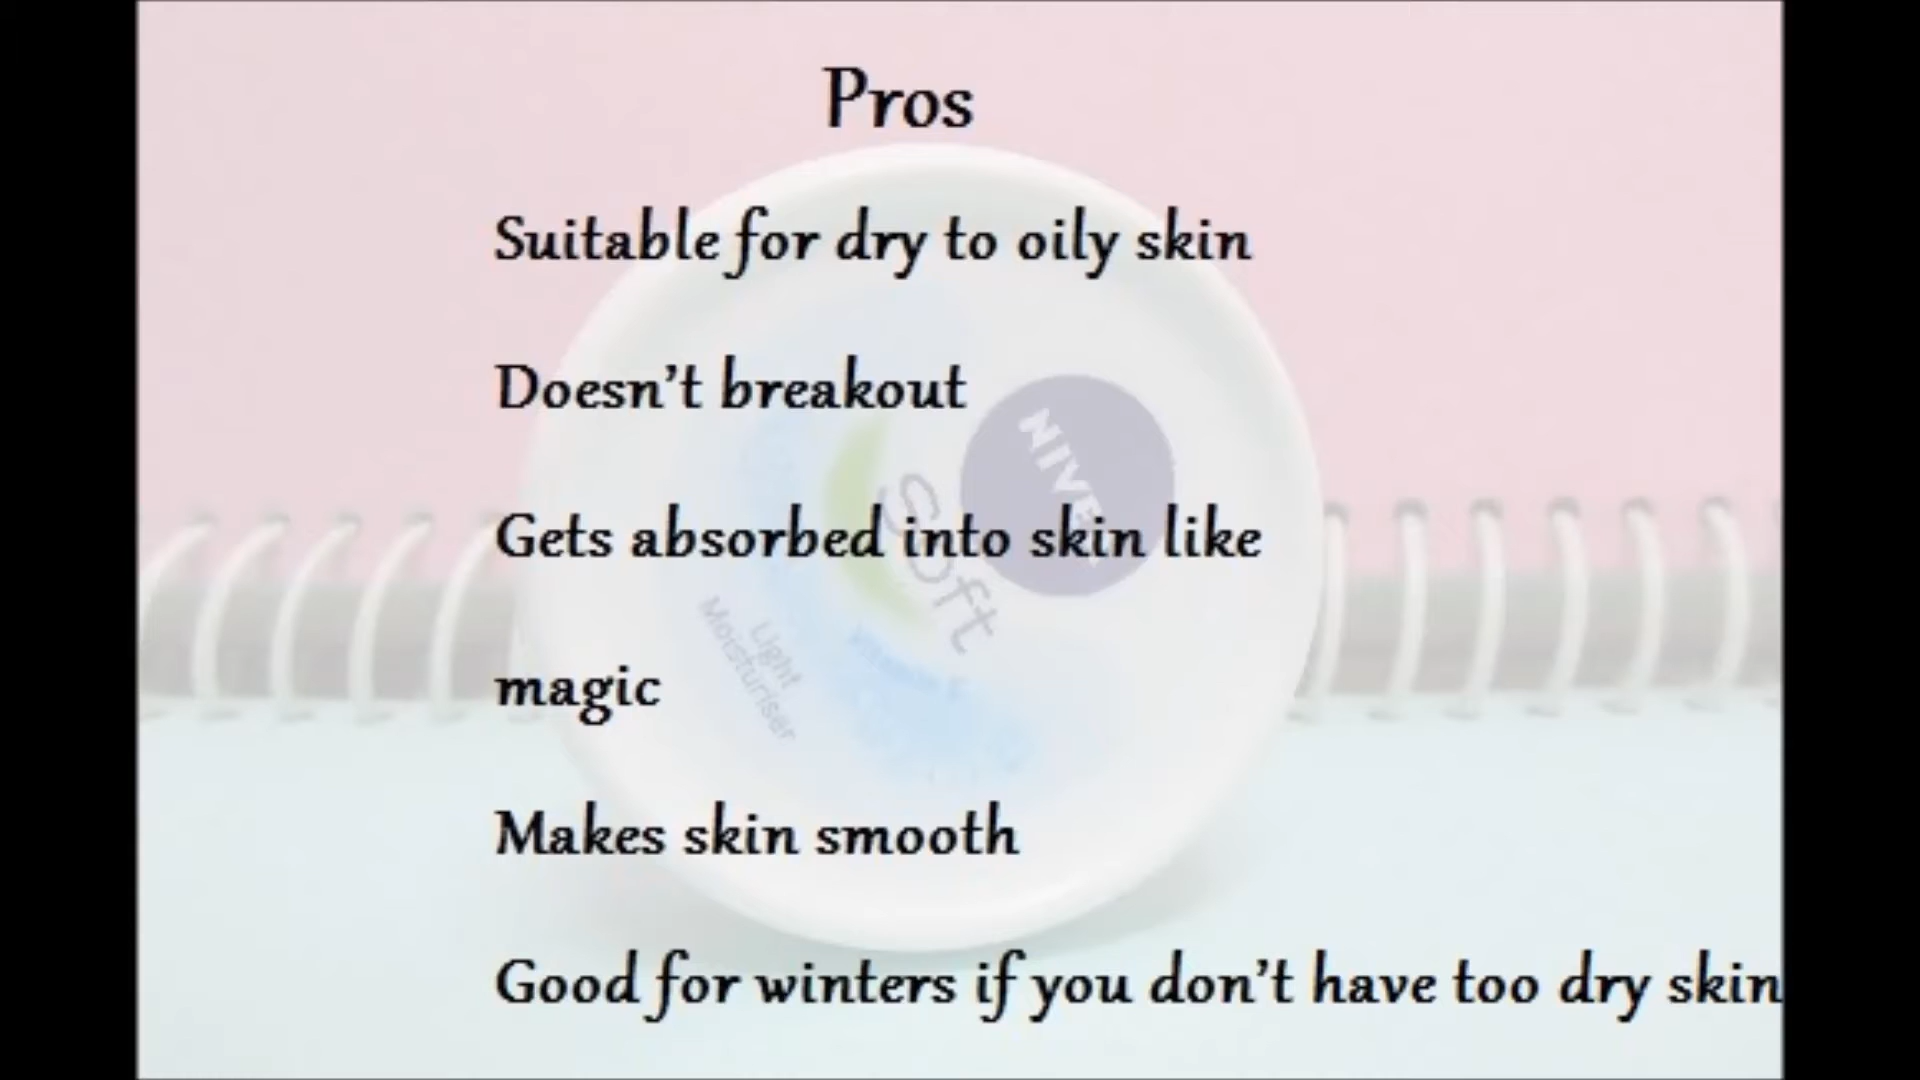 Pros
Suitable for dry to oily skin
Doesn't breakout
Gets absorbed into skin like
magic
Makes skin smooth
Good for winters if you don't have too dry skin
NIVEA
Soft
Light
Moisturiser